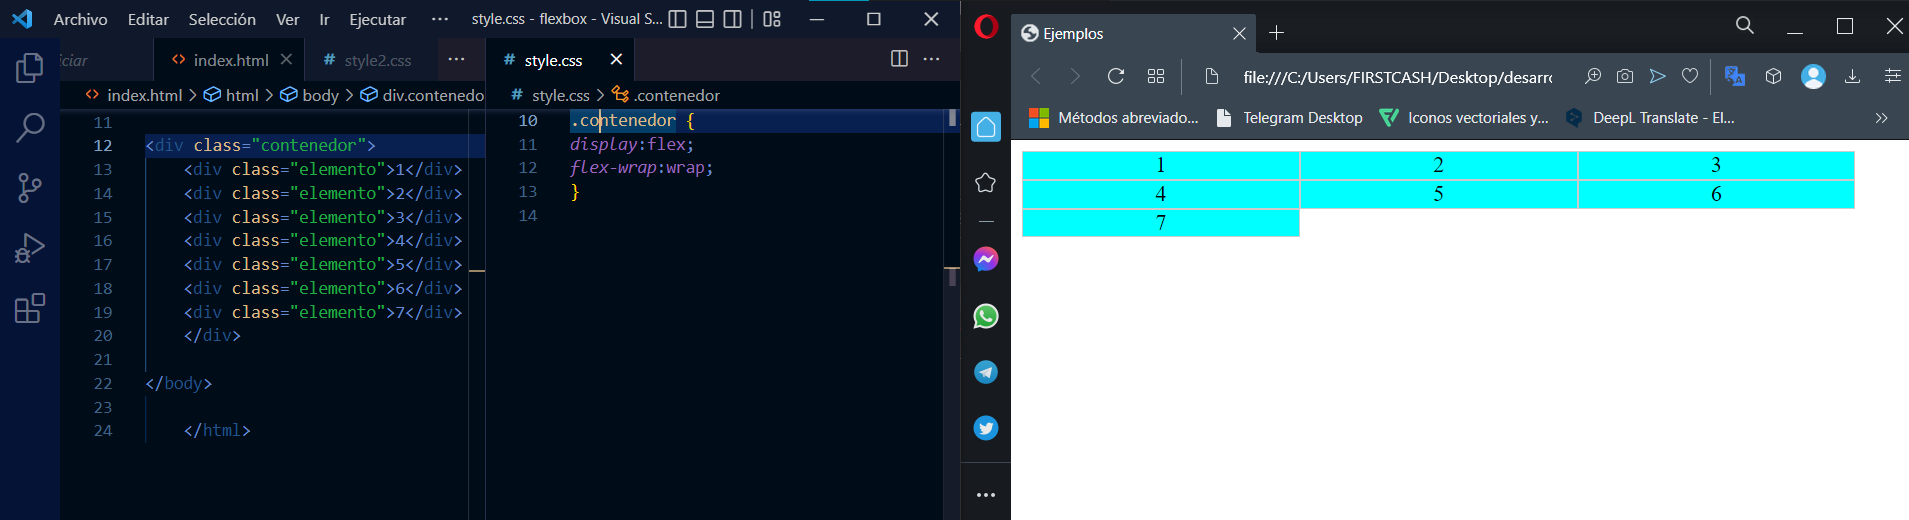 Archivo Editar Selección Ver Ir Ejecutar ··· style.css - flexbox - Visual S...
iciar index.html style2.css ···
index.html > html > body > div.contenedo
11
12 <div class="contenedor">
13 <div class="elemento">1</div>
14 <div class="elemento">2</div>
15 <div class="elemento">3</div>
16 <div class="elemento">4</div>
17 <div class="elemento">5</div>
18 <div class="elemento">6</div>
19 <div class="elemento">7</div>
20 </div>
21
22 </body>
23
24 </html>
# style.css
# style.css > .contenedor
10 .contenedor {
11 display:flex;
12 flex-wrap:wrap;
13 }
14
Ejemplos
file:///C:/Users/FIRSTCASH/Desktop/desarro
Métodos abreviado... Telegram Desktop Iconos vectoriales y... DeepL Translate - El... »
1 2 3
4 5 6
7